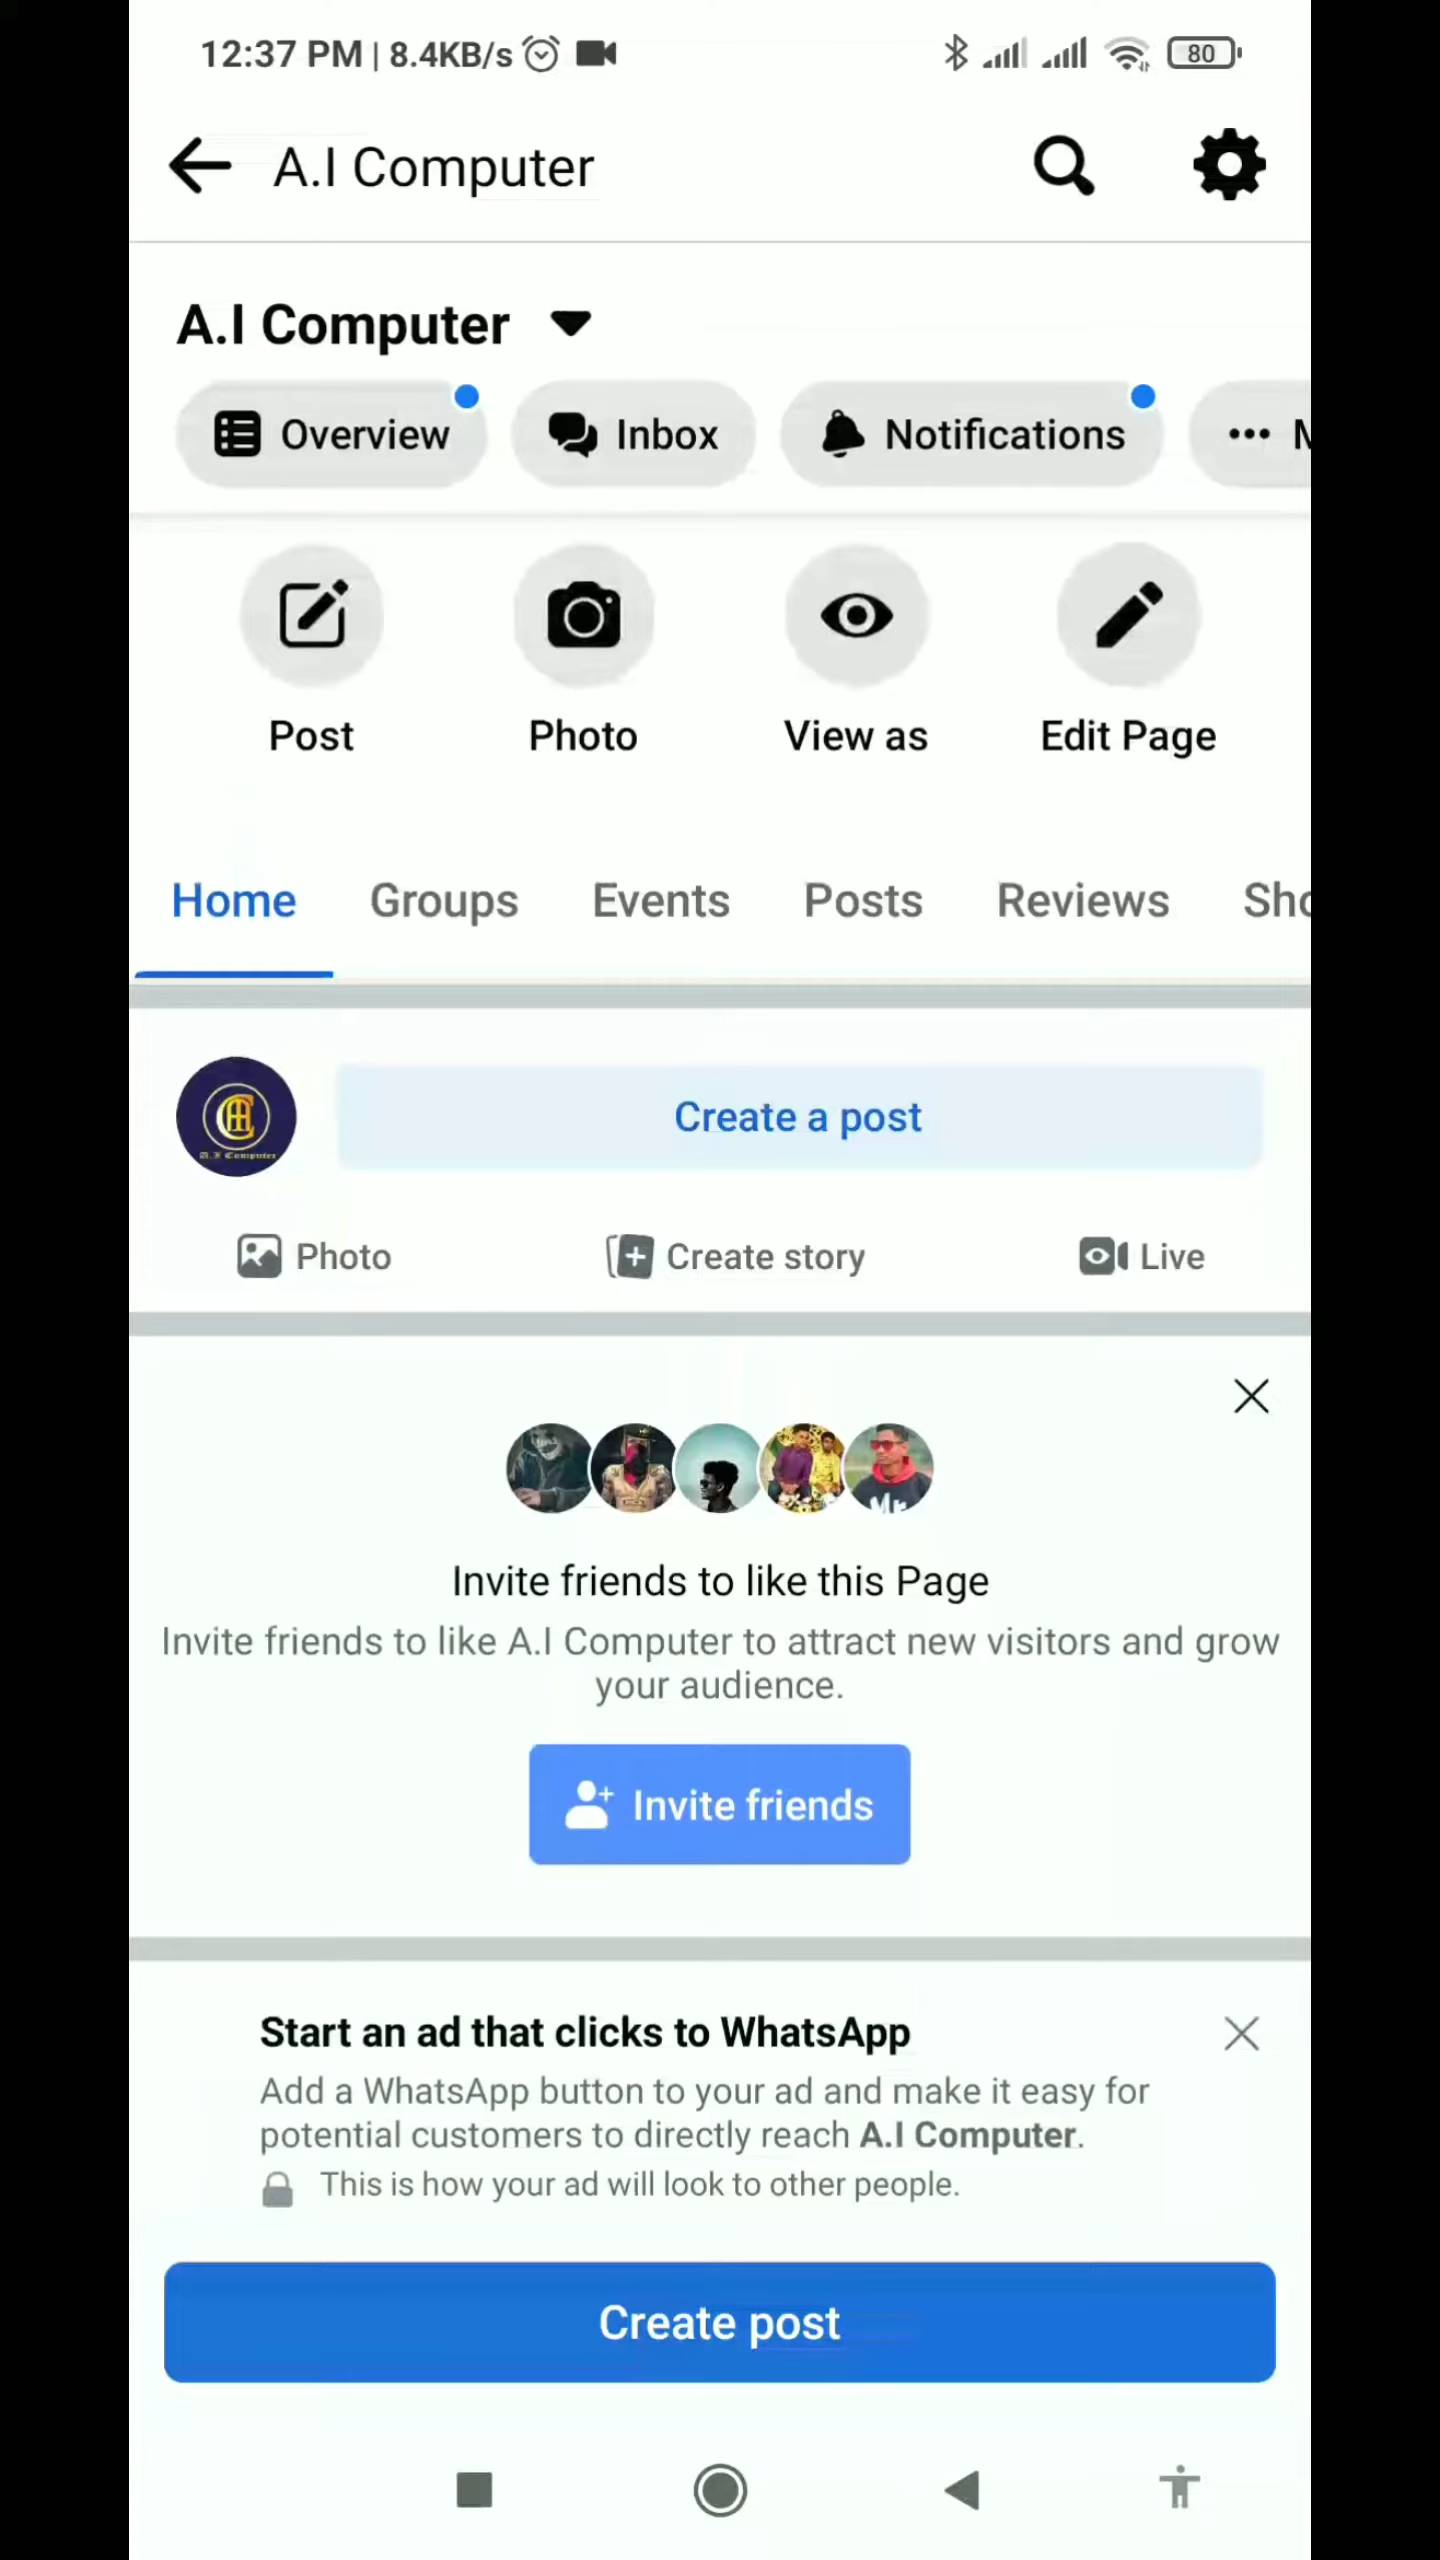 12:37 PM | 8.4KB/s
80
A.I Computer
A.I Computer
Overview
Inbox
Notifications
Post
Photo
View as
Edit Page
Home
Groups
Events
Posts
Reviews
Sho
A.I Computer
Create a post
Photo
Create story
Live
Mr
Invite friends to like this Page
Invite friends to like A.I Computer to attract new visitors and grow
your audience.
Invite friends
Start an ad that clicks to WhatsApp
Add a WhatsApp button to your ad and make it easy for
potential customers to directly reach A.I Computer.
This is how your ad will look to other people.
Create post